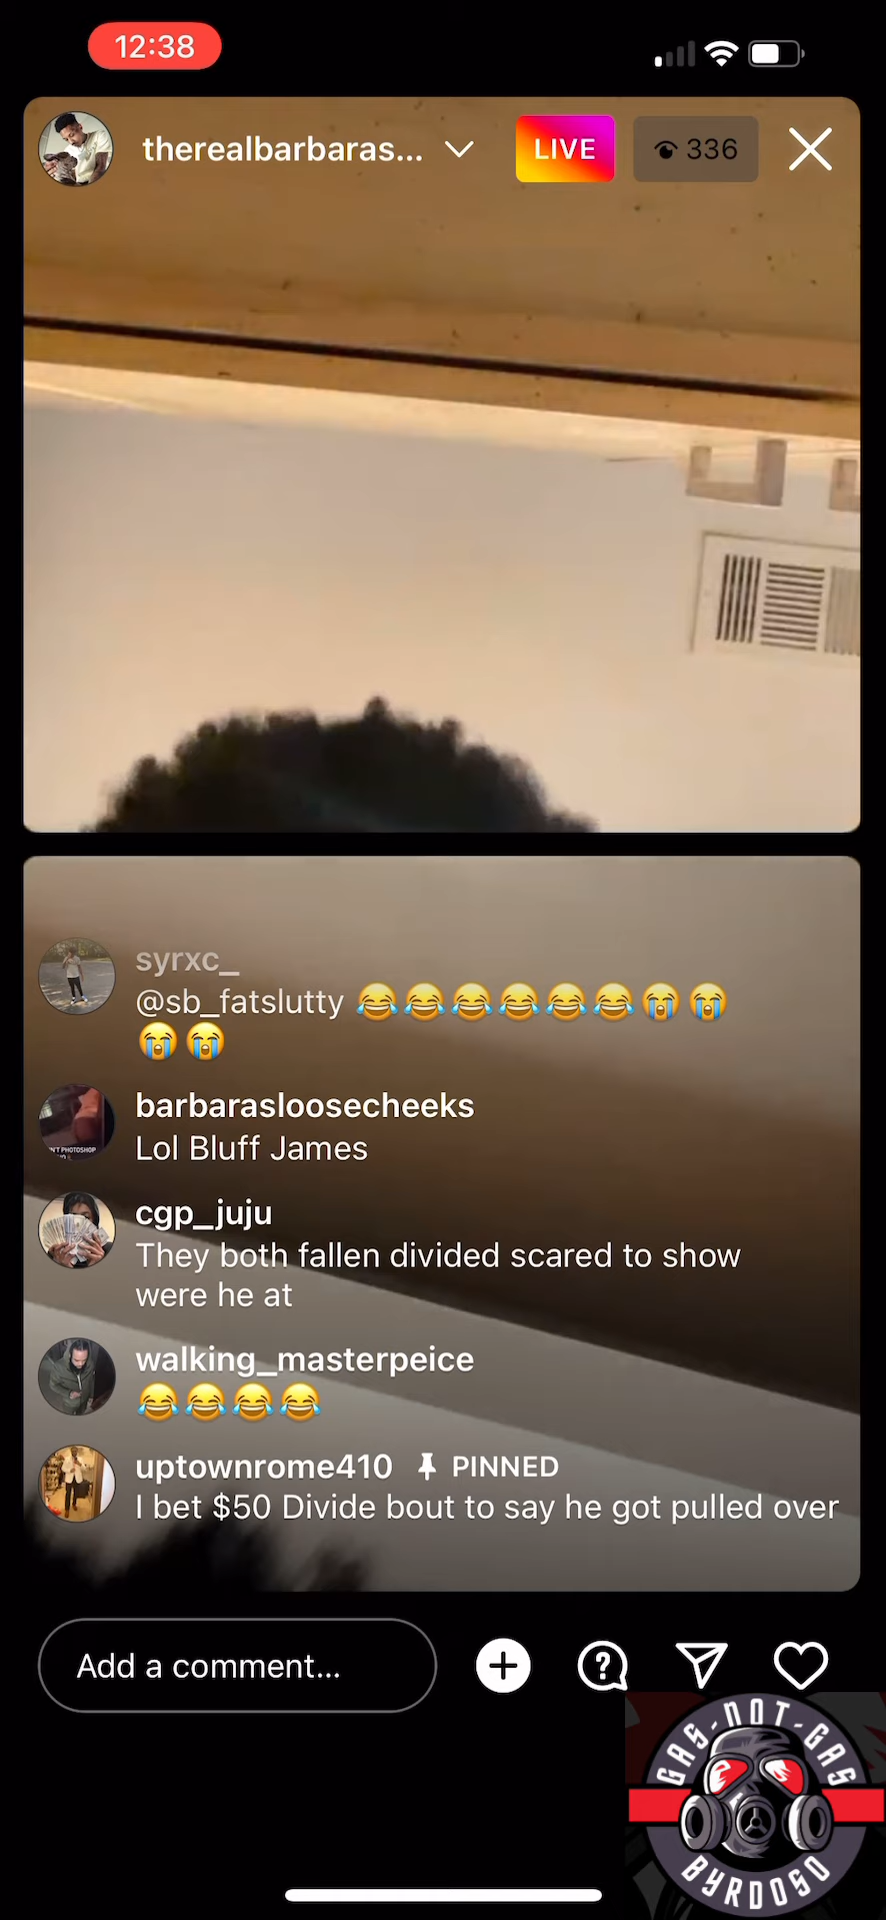 12:38
therealbarbaras...
LIVE
336
syrxc_
@sb_fatslutty 😂😂😂😂😂😂😭😭
😭😭
barbarasloosecheeks
Lol Bluff James
cgp_juju
They both fallen divided scared to show
were he at
walking_masterpeice
😂😂😂😂
uptownrome410 PINNED
I bet $50 Divide bout to say he got pulled over
Add a comment...
GAS-NOT-GAS
BYRDOSO